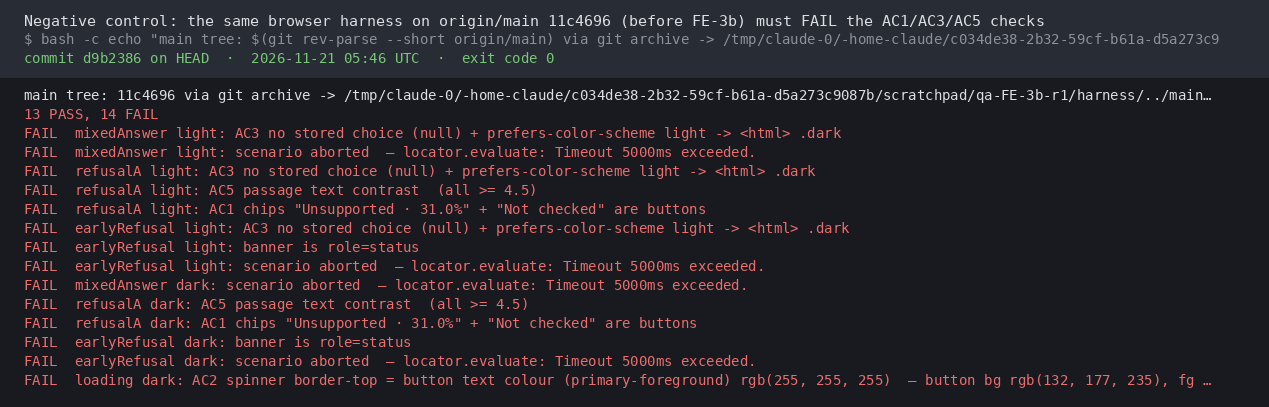 Negative control: the same browser harness on origin/main 11c4696 (before FE-3b) must FAIL the AC1/AC3/AC5 checks
$ bash -c echo "main tree: $(git rev-parse --short origin/main) via git archive -> /tmp/claude-0/-home-claude/c034de38-2b32-59cf-b61a-d5a273c9
commit d9b2386 on HEAD · 2026-11-21 05:46 UTC · exit code 0
main tree: 11c4696 via git archive -> /tmp/claude-0/-home-claude/c034de38-2b32-59cf-b61a-d5a273c9087b/scratchpad/qa-FE-3b-r1/harness/../main…
13 PASS, 14 FAIL
FAIL  mixedAnswer light: AC3 no stored choice (null) + prefers-color-scheme light -> <html> .dark
FAIL  mixedAnswer light: scenario aborted  — locator.evaluate: Timeout 5000ms exceeded.
FAIL  refusalA light: AC3 no stored choice (null) + prefers-color-scheme light -> <html> .dark
FAIL  refusalA light: AC5 passage text contrast  (all >= 4.5)
FAIL  refusalA light: AC1 chips "Unsupported · 31.0%" + "Not checked" are buttons
FAIL  earlyRefusal light: AC3 no stored choice (null) + prefers-color-scheme light -> <html> .dark
FAIL  earlyRefusal light: banner is role=status
FAIL  earlyRefusal light: scenario aborted  — locator.evaluate: Timeout 5000ms exceeded.
FAIL  mixedAnswer dark: scenario aborted  — locator.evaluate: Timeout 5000ms exceeded.
FAIL  refusalA dark: AC5 passage text contrast  (all >= 4.5)
FAIL  refusalA dark: AC1 chips "Unsupported · 31.0%" + "Not checked" are buttons
FAIL  earlyRefusal dark: banner is role=status
FAIL  earlyRefusal dark: scenario aborted  — locator.evaluate: Timeout 5000ms exceeded.
FAIL  loading dark: AC2 spinner border-top = button text colour (primary-foreground) rgb(255, 255, 255)  — button bg rgb(132, 177, 235), fg …